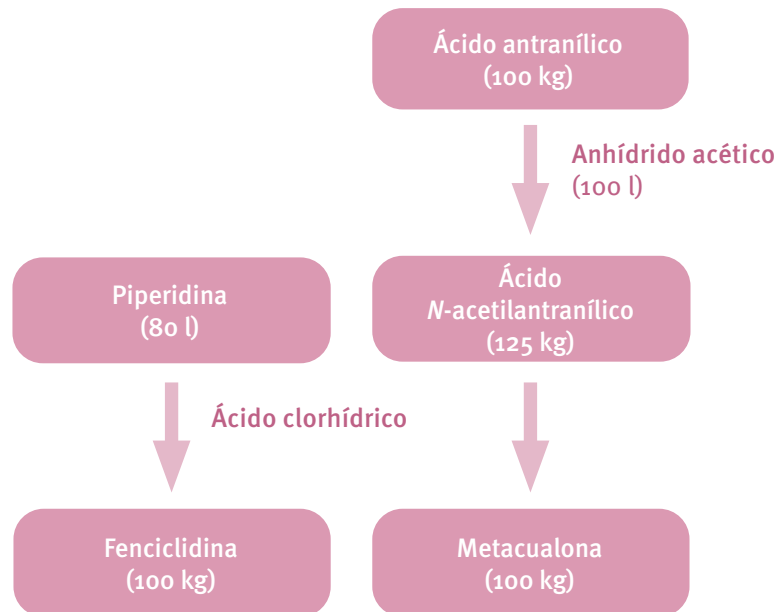 Ácido antranílico
(100 kg)
Anhídrido acético
(100 l)
Piperidina
(80 l)
Ácido
N-acetilantranílico
(125 kg)
Ácido clorhídrico
Fenciclidina
(100 kg)
Metacualona
(100 kg)